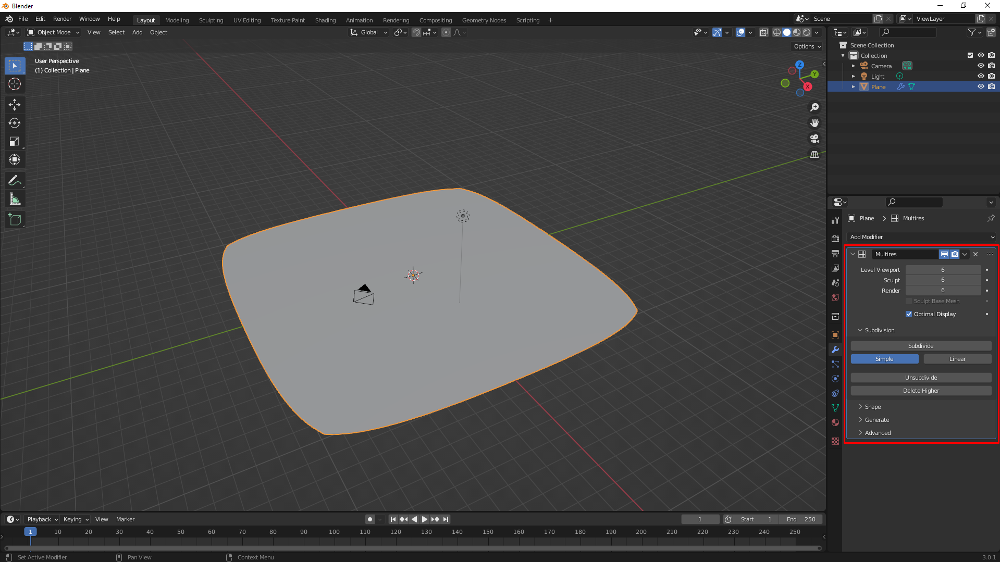 Blender
File Edit Render Window Help Layout Modeling Sculpting UV Editing Texture Paint Shading Animation Rendering Compositing Geometry Nodes Scripting + Scene ViewLayer
Object Mode View Select Add Object Global
Options
User Perspective
(1) Collection | Plane
Z
Y
X
Scene Collection
Collection
Camera
Light
Plane
Plane > Multires
Add Modifier
Multires
Level Viewport 6
Sculpt 6
Render 6
Sculpt Base Mesh
Optimal Display
Subdivision
Subdivide
Simple Linear
Unsubdivide
Delete Higher
Shape
Generate
Advanced
Playback Keying View Marker 1 Start 1 End 250
1 10 20 30 40 50 60 70 80 90 100 110 120 130 140 150 160 170 180 190 200 210 220 230 240 250
Set Active Modifier Pan View Context Menu 3.0.1